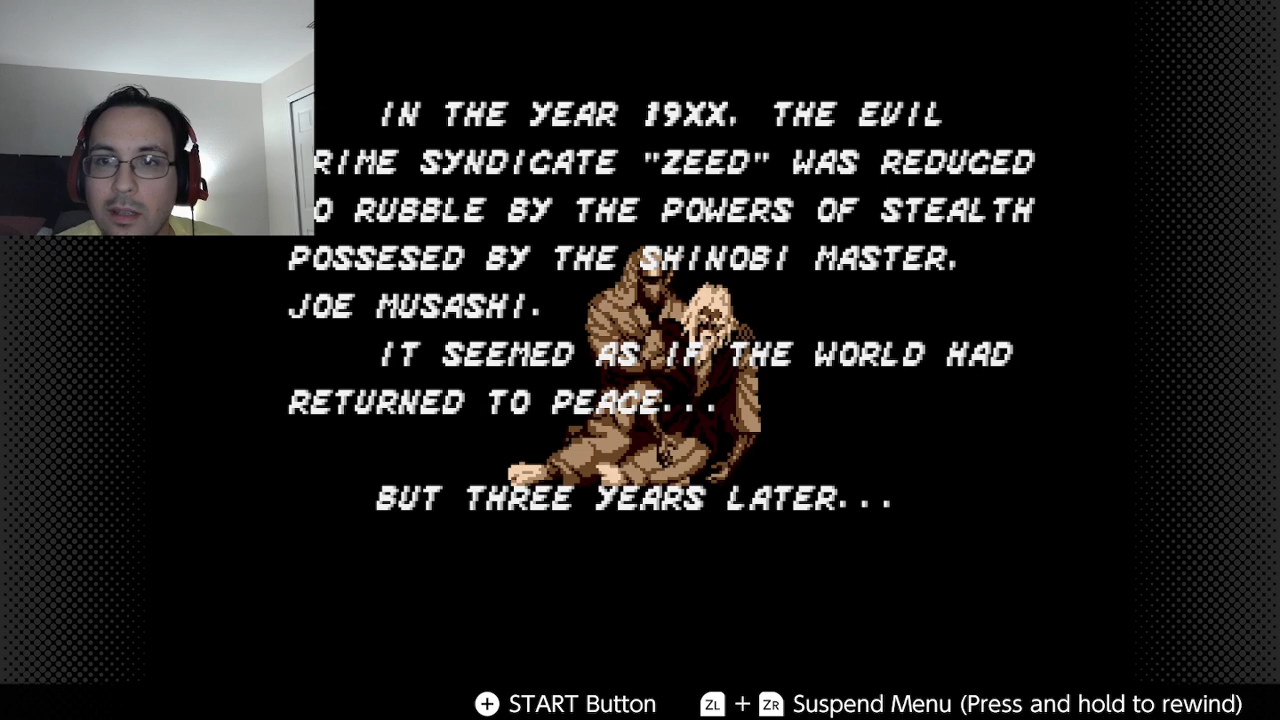 IN THE YEAR 19XX. THE EVIL
RIME SYNDICATE "ZEED" WAS REDUCED
O RUBBLE BY THE POWERS OF STEALTH
POSSESED BY THE SHINOBI MASTER.
JOE MUSASHI.
IT SEEMED AS IF THE WORLD HAD
RETURNED TO PEACE...
BUT THREE YEARS LATER...
START Button ZL + ZR Suspend Menu (Press and hold to rewind)